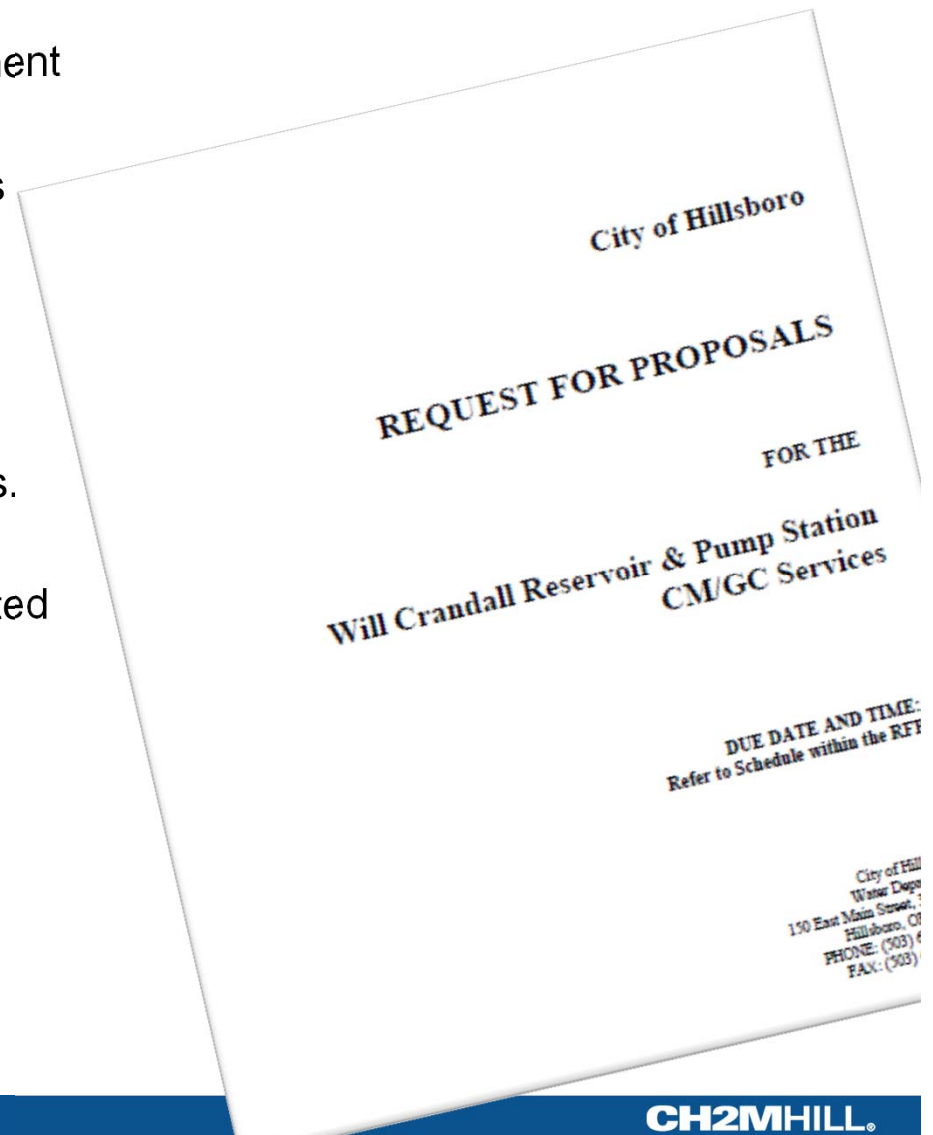 City of Hillsboro
REQUEST FOR PROPOSALS
FOR THE
Will Crandall Reservoir & Pump Station
CM/GC Services
DUE DATE AND TIME:
Refer to Schedule within the RFP
City of
Water
150 East Main Street,
Hillsboro,
PHONE: (503)
FAX: (503)
CH2MHILL®